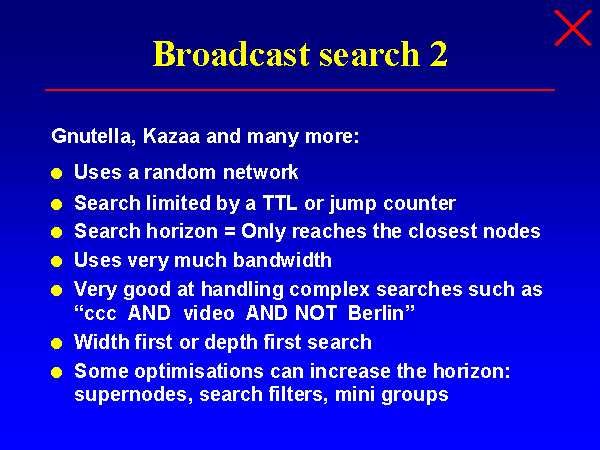 Broadcast search 2
Gnutella, Kazaa and many more:
Uses a random network
Search limited by a TTL or jump counter
Search horizon = Only reaches the closest nodes
Uses very much bandwidth
Very good at handling complex searches such as
“ccc AND video AND NOT Berlin”
Width first or depth first search
Some optimisations can increase the horizon:
supernodes, search filters, mini groups